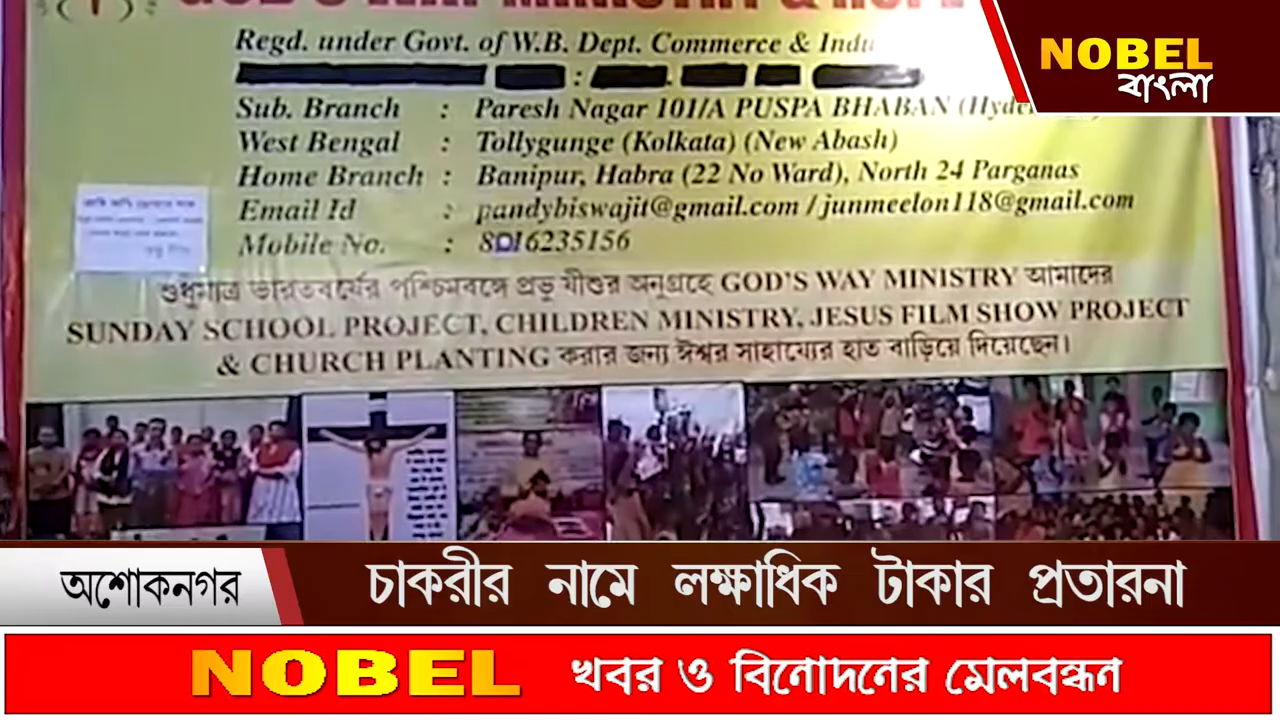 GOD'S WAY MINISTRY &
NOBEL
বাংলা
Regd. under Govt. of W.B. Dept. Commerce &
Sub. Branch : Paresh Nagar 101/A PUSPA BHABAN
West Bengal : Tollygunge (Kolkata) (New Abash)
Home Branch : Banipur, Habra (22 No Ward), North 24 Parganas
Email Id : pandybiswajit@gmail.com / junmeelon118@gmail.com
Mobile No. : 8016235156
শুধুমাত্র ভারতবর্ষের পশ্চিমবঙ্গে প্রভু যীশুর অনুগ্রহে GOD'S WAY MINISTRY আমাদের
SUNDAY SCHOOL PROJECT, CHILDREN MINISTRY, JESUS FILM SHOW PROJECT
& CHURCH PLANTING করার জন্য ঈশ্বর সাহায্যের হাত বাড়িয়ে দিয়েছেন।
অশোকনগর
চাকরীর নামে লক্ষাধিক টাকার প্রতারনা
NOBEL খবর ও বিনোদনের মেলবন্ধন